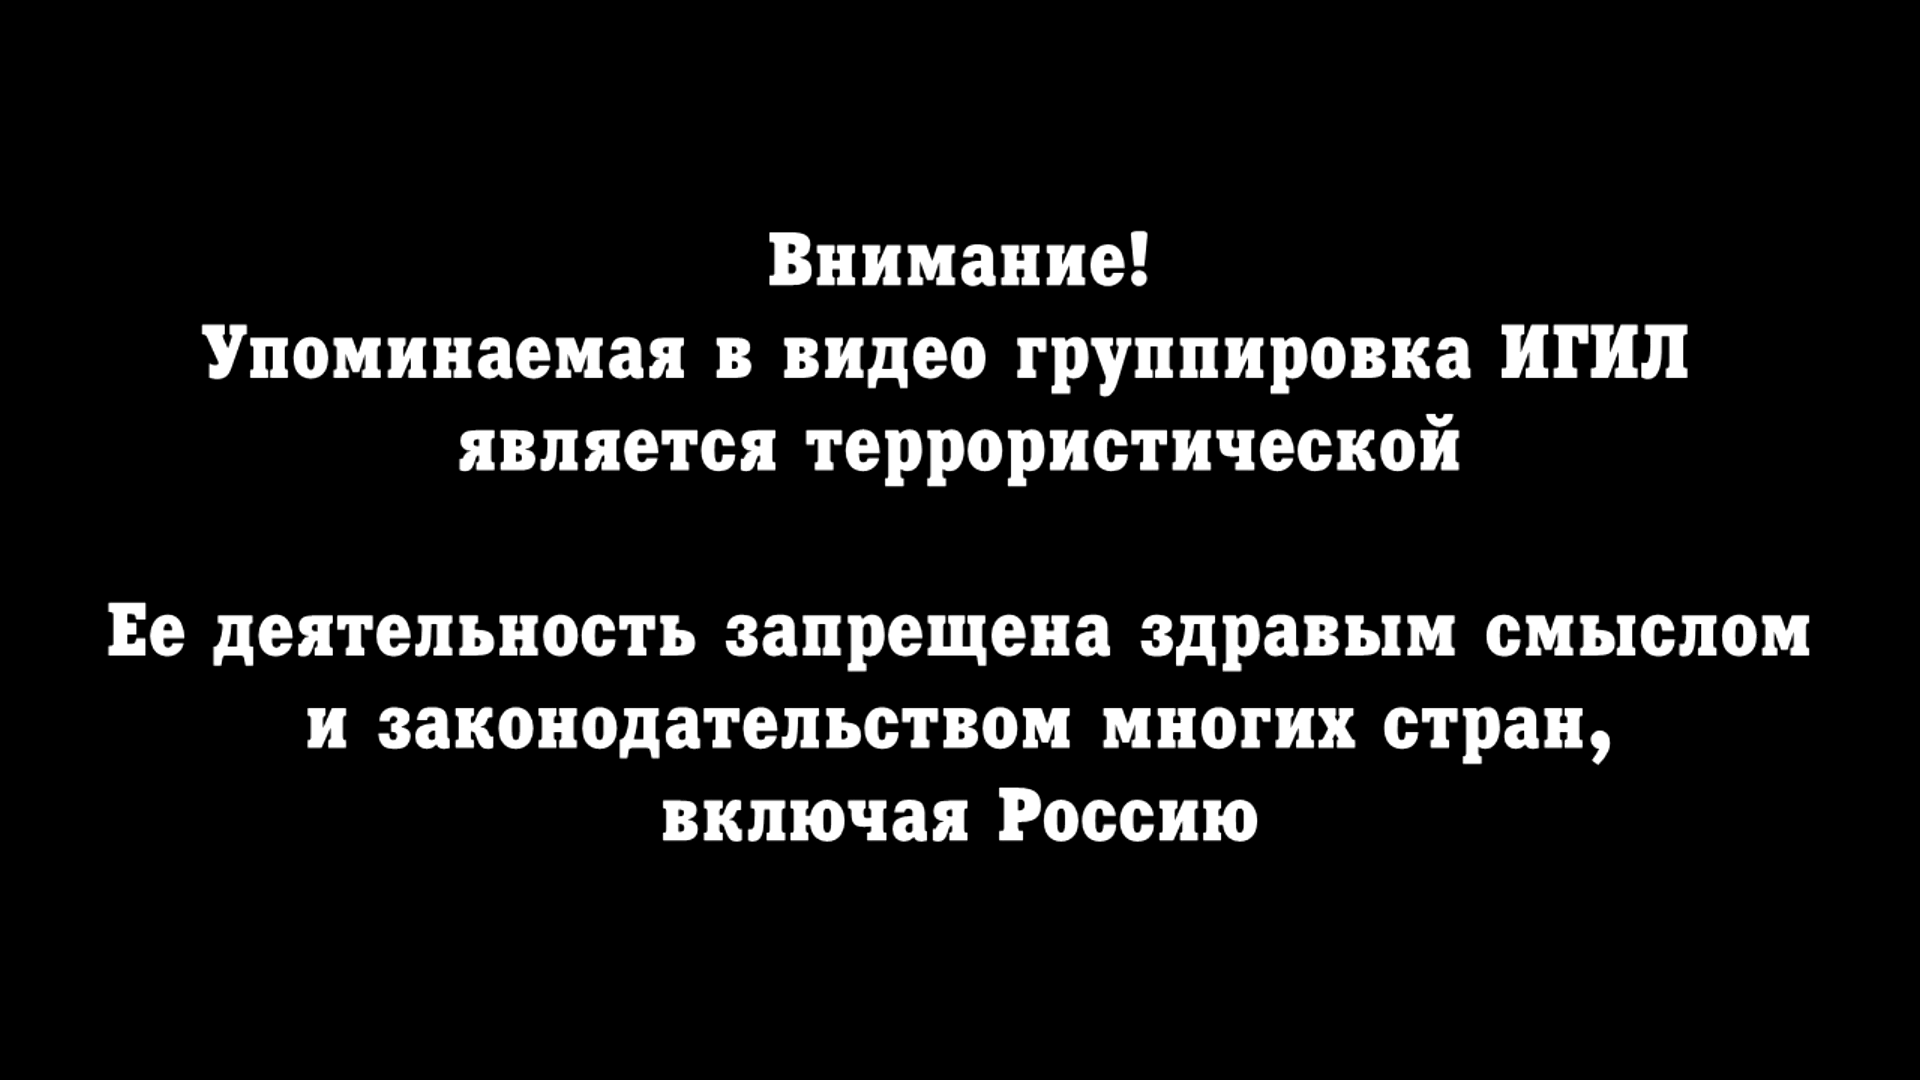 Внимание!
Упоминаемая в видео группировка ИГИЛ
является террористической
Ее деятельность запрещена здравым смыслом
и законодательством многих стран,
включая Россию